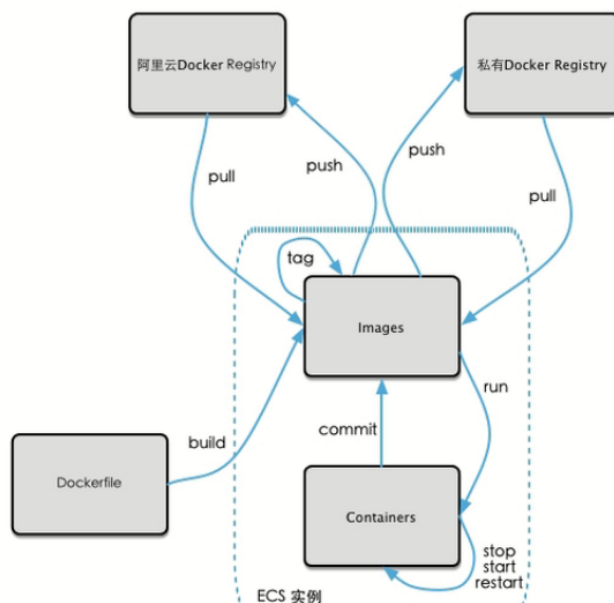 阿里云Docker Registry
私有Docker Registry
pull
push
push
pull
tag
Images
run
build
commit
Dockerfile
Containers
stop
start
restart
ECS 实例